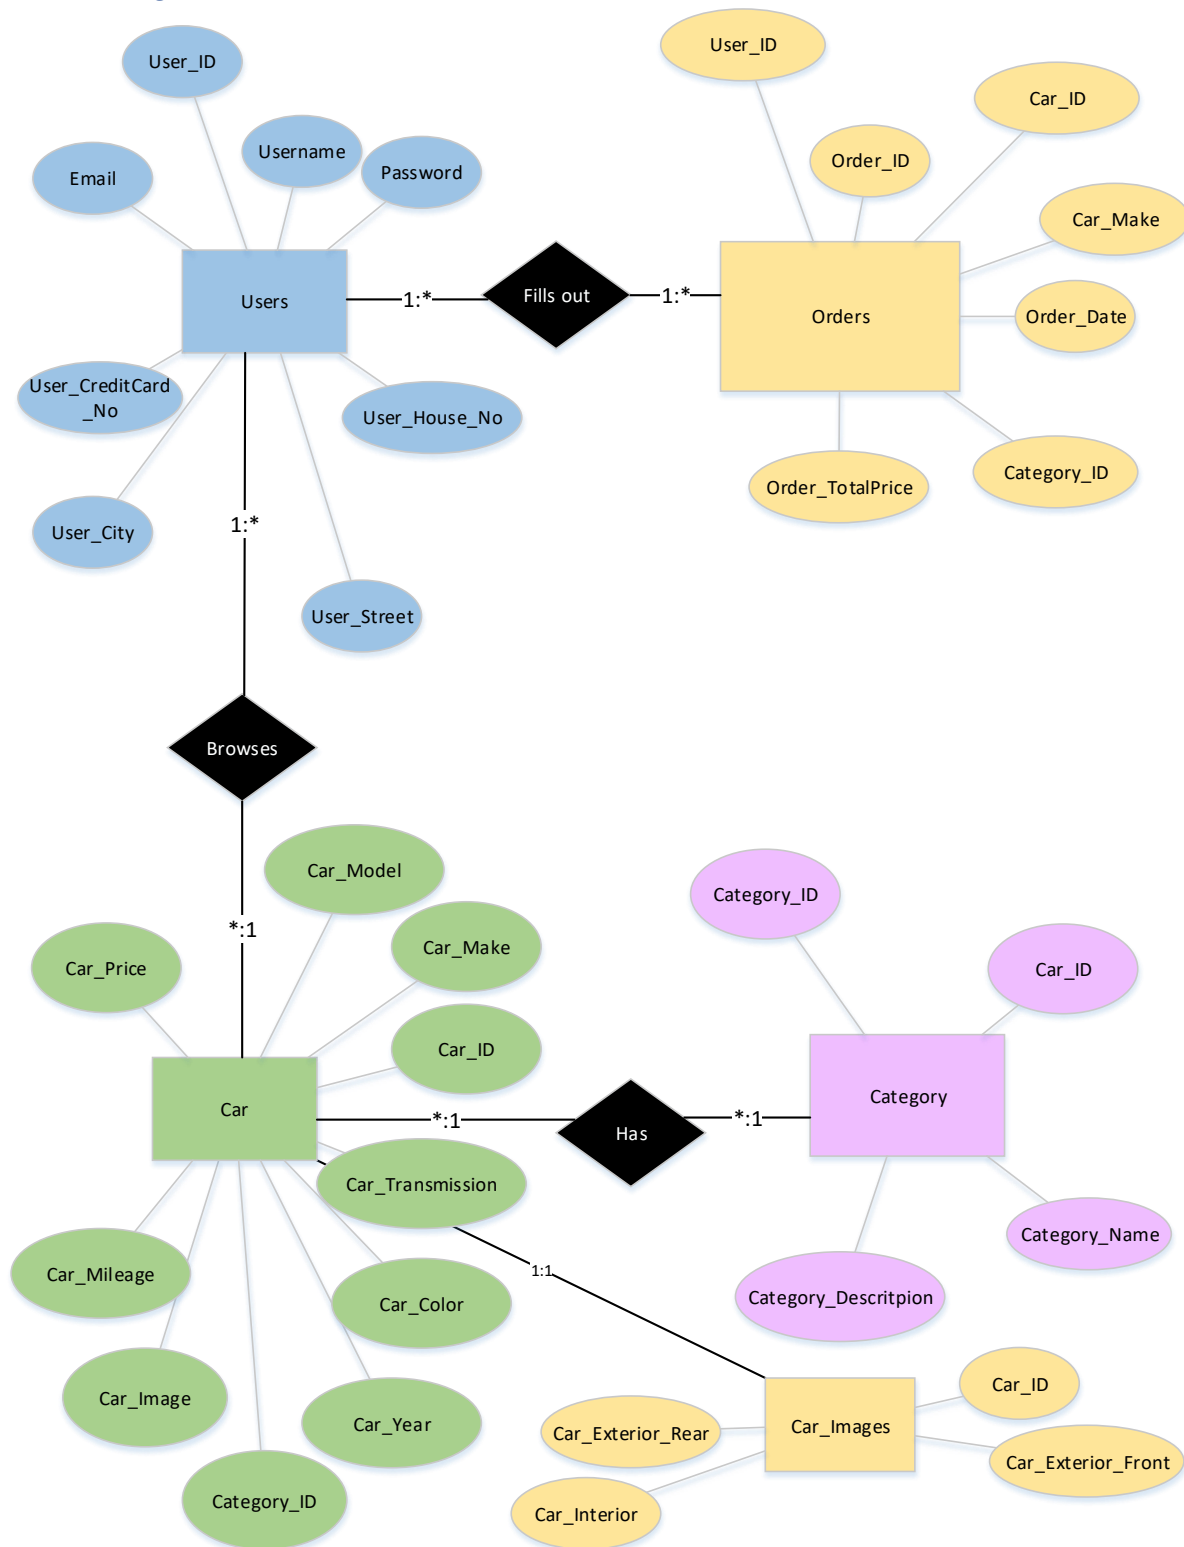 User_ID
User_ID
Car_ID
Username
Order_ID
Password
Email
Car_Make
Users
1:*
Fills out
1:*
Orders
Order_Date
User_CreditCard
_No
User_House_No
Category_ID
Order_TotalPrice
1:*
User_City
User_Street
Browses
Car_Model
Category_ID
*:1
Car_Make
Car_Price
Car_ID
Car_ID
Category
Car
*:1
*:1
Has
Car_Transmission
Category_Name
1:1
Car_Mileage
Category_Descritpion
Car_Color
Car_ID
Car_Image
Car_Year
Car_Images
Car_Exterior_Rear
Car_Exterior_Front
Category_ID
Car_Interior